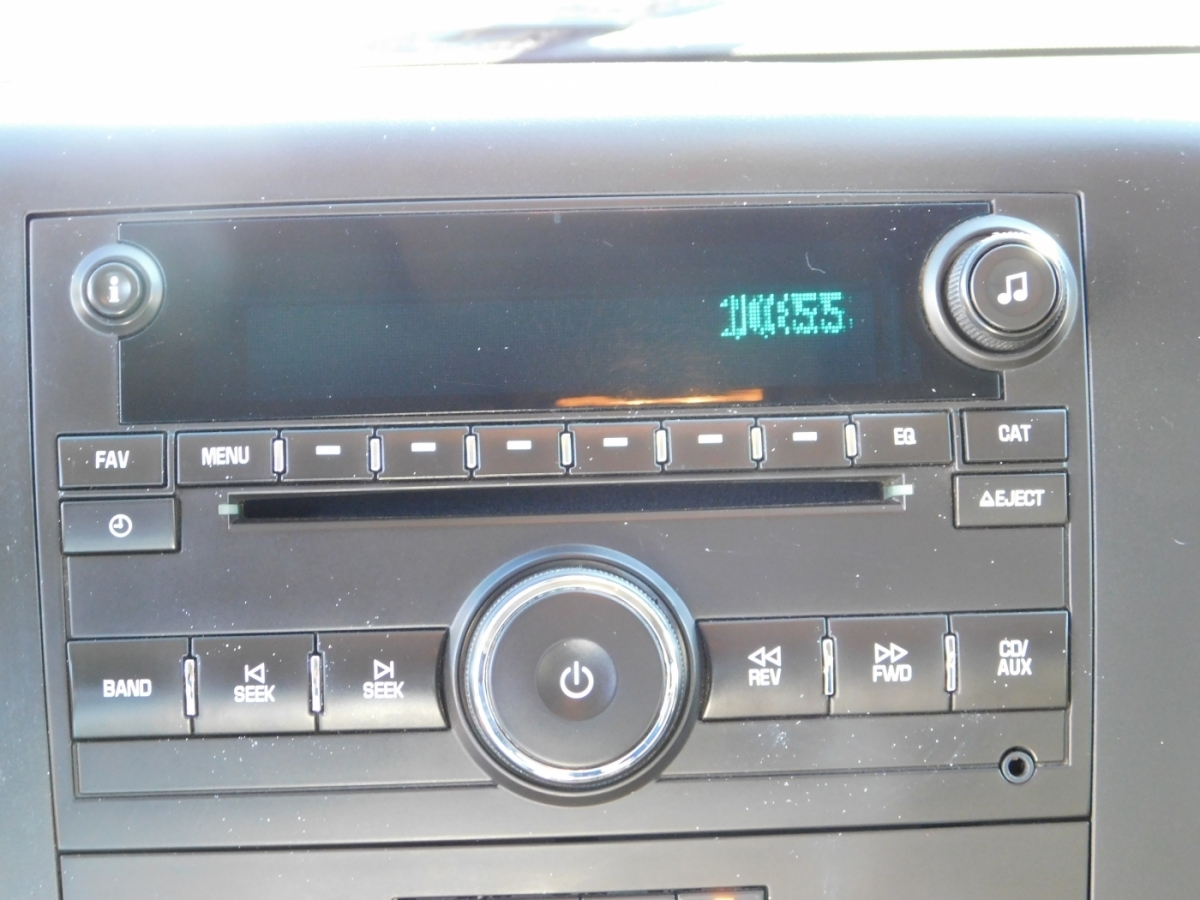 i
10:55
FAV
MENU
EQ
CAT
EJECT
BAND
SEEK
SEEK
REV
FWD
CD/
AUX